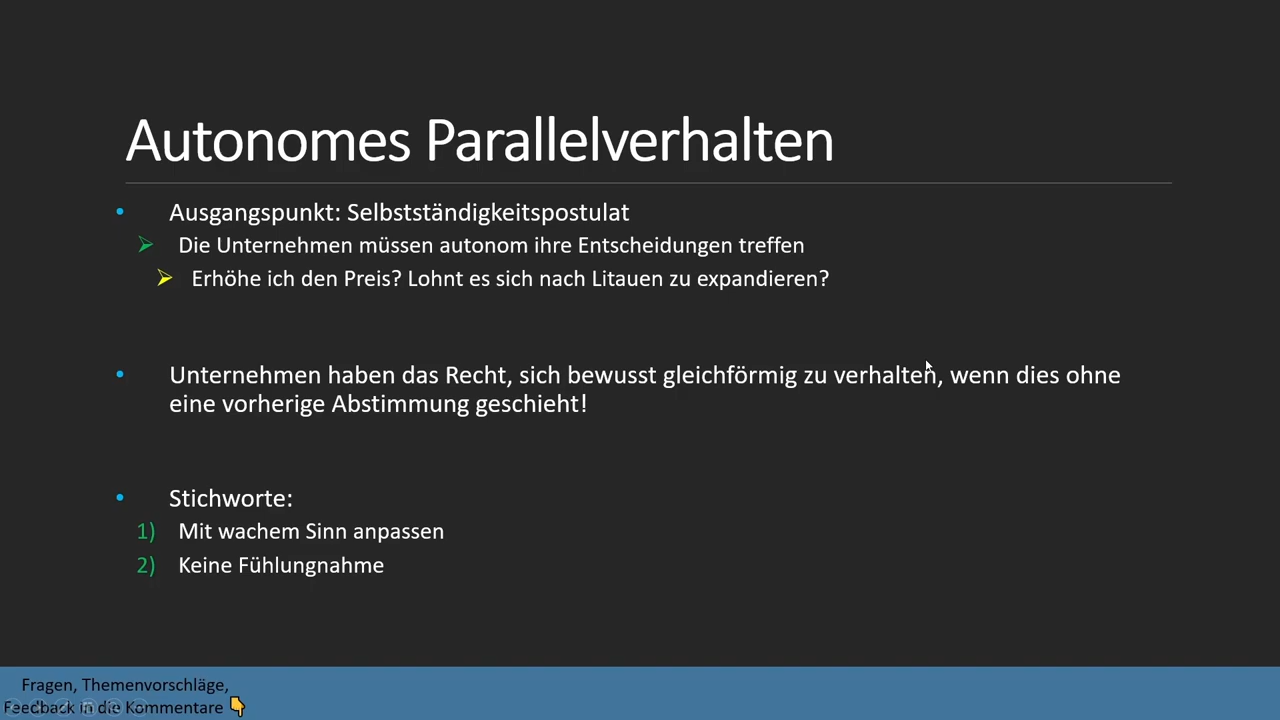 Autonomes Parallelverhalten
• Ausgangspunkt: Selbstständigkeitspostulat
➢ Die Unternehmen müssen autonom ihre Entscheidungen treffen
➢ Erhöhe ich den Preis? Lohnt es sich nach Litauen zu expandieren?
• Unternehmen haben das Recht, sich bewusst gleichförmig zu verhalten, wenn dies ohne
eine vorherige Abstimmung geschieht!
• Stichworte:
1) Mit wachem Sinn anpassen
2) Keine Fühlungnahme
Fragen, Themenvorschläge,
Feedback in die Kommentare 👇